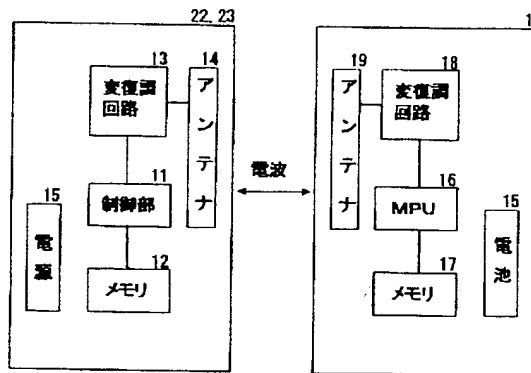 22, 23
13
変復調
回路
14
アンテナ
11
制御部
15
電源
12
メモリ
電波
1
19
アンテナ
18
変復調
回路
16
MPU
15
電池
17
メモリ